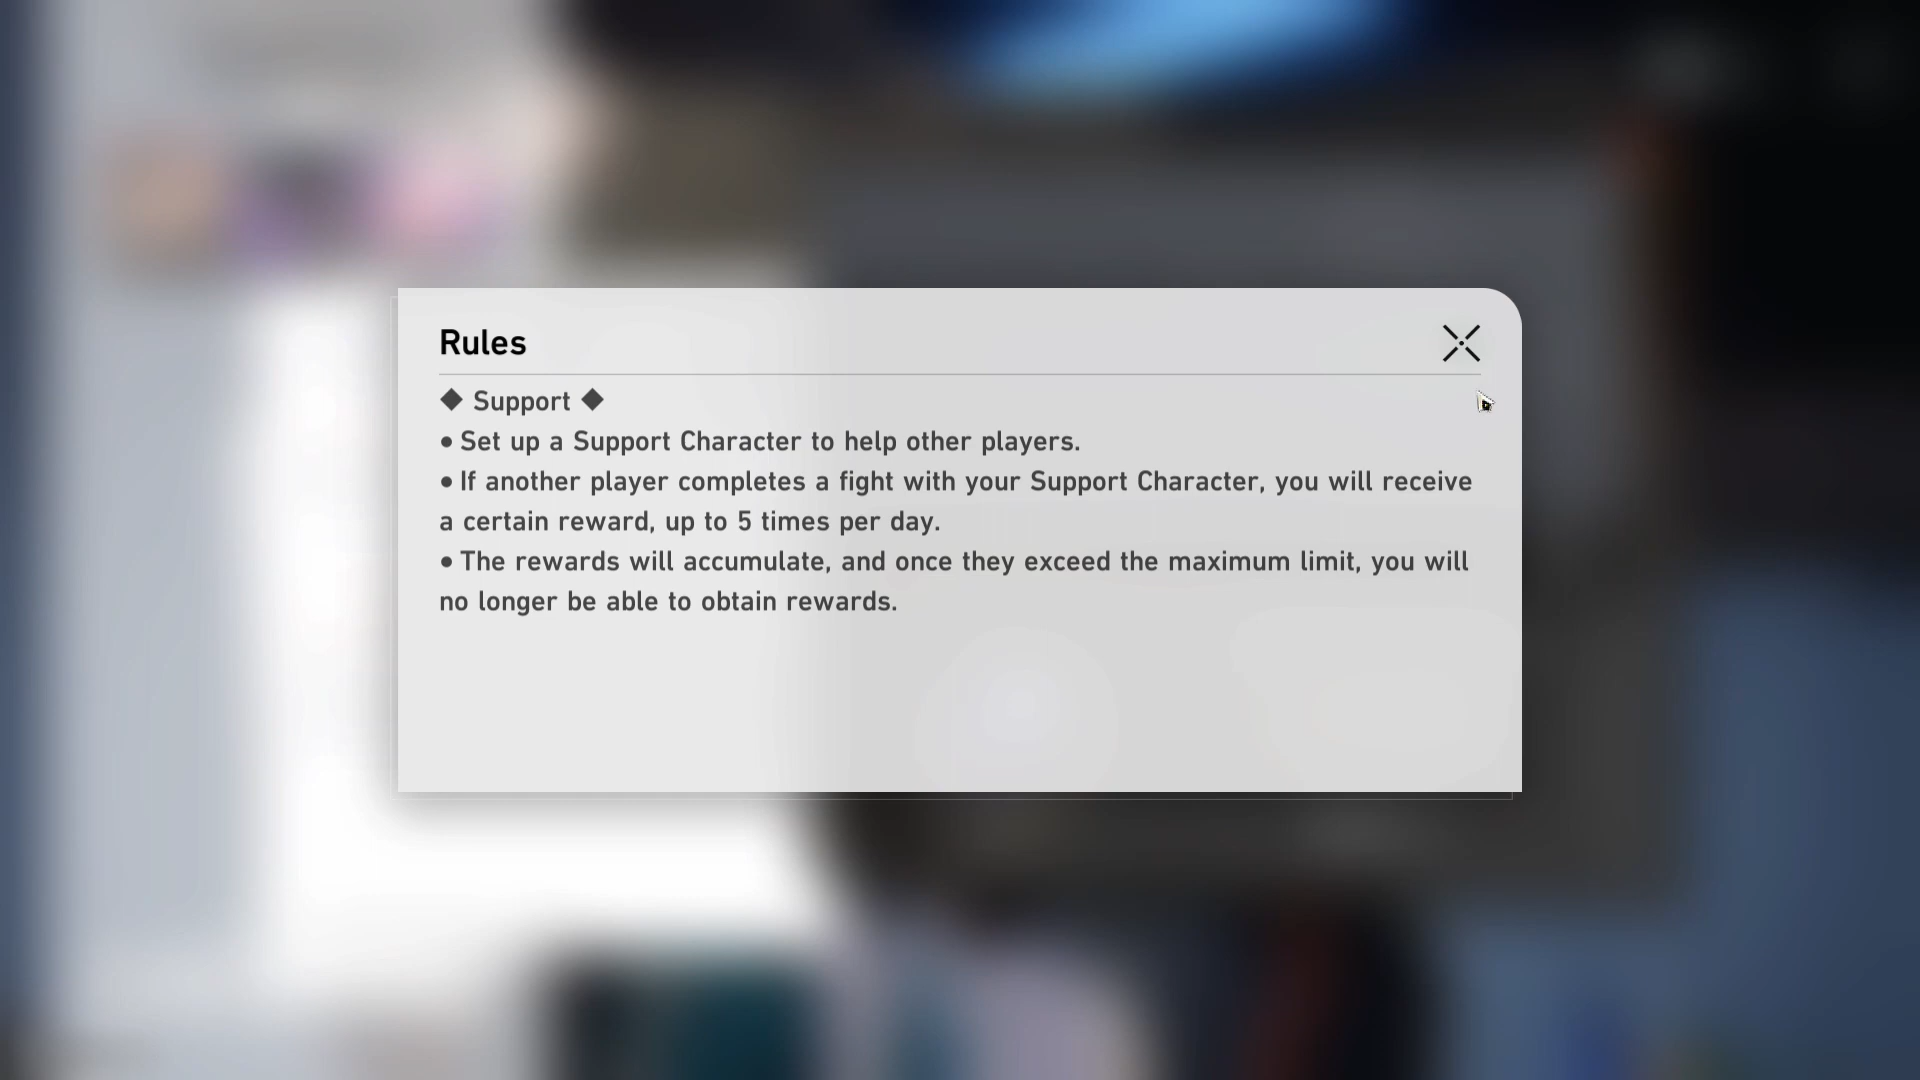 Rules
◆ Support ◆
● Set up a Support Character to help other players.
● If another player completes a fight with your Support Character, you will receive
a certain reward, up to 5 times per day.
● The rewards will accumulate, and once they exceed the maximum limit, you will
no longer be able to obtain rewards.